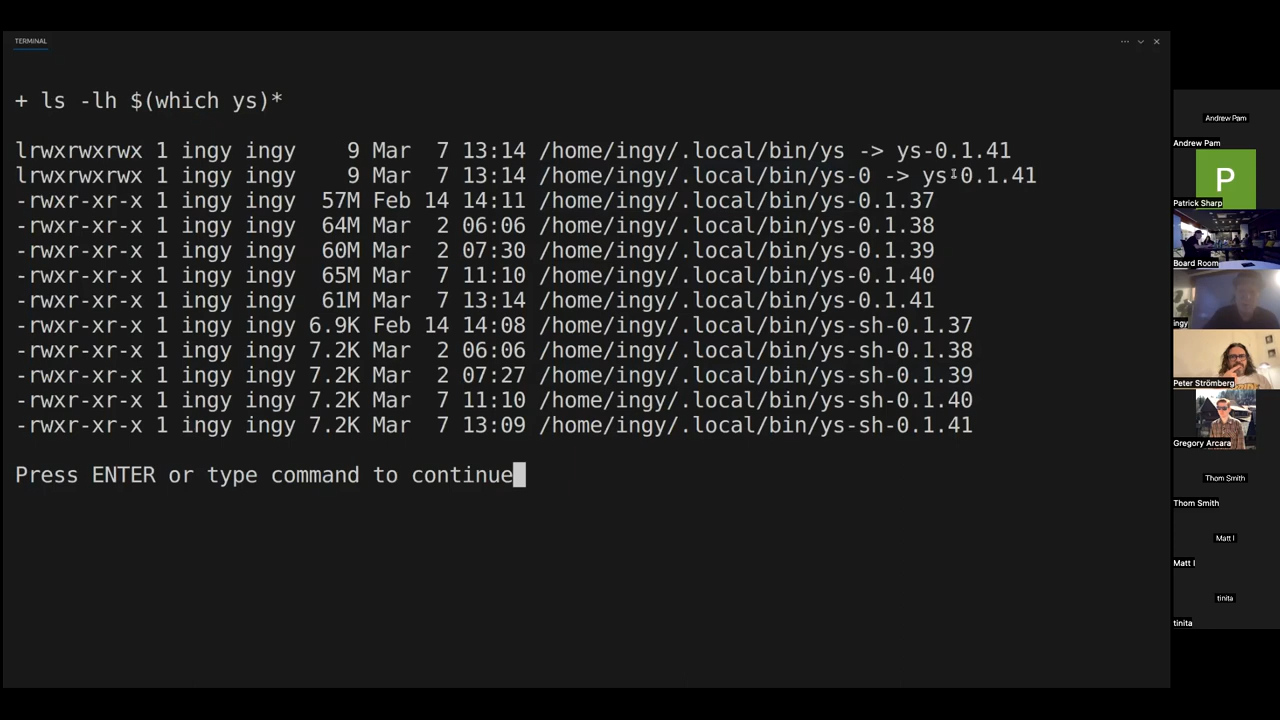 TERMINAL
+ ls -lh $(which ys)*
lrwxrwxrwx 1 ingy ingy 9 Mar 7 13:14 /home/ingy/.local/bin/ys -> ys-0.1.41
lrwxrwxrwx 1 ingy ingy 9 Mar 7 13:14 /home/ingy/.local/bin/ys-0 -> ys-0.1.41
-rwxr-xr-x 1 ingy ingy 57M Feb 14 14:11 /home/ingy/.local/bin/ys-0.1.37
-rwxr-xr-x 1 ingy ingy 64M Mar 2 06:06 /home/ingy/.local/bin/ys-0.1.38
-rwxr-xr-x 1 ingy ingy 60M Mar 2 07:30 /home/ingy/.local/bin/ys-0.1.39
-rwxr-xr-x 1 ingy ingy 65M Mar 7 11:10 /home/ingy/.local/bin/ys-0.1.40
-rwxr-xr-x 1 ingy ingy 61M Mar 7 13:14 /home/ingy/.local/bin/ys-0.1.41
-rwxr-xr-x 1 ingy ingy 6.9K Feb 14 14:08 /home/ingy/.local/bin/ys-sh-0.1.37
-rwxr-xr-x 1 ingy ingy 7.2K Mar 2 06:06 /home/ingy/.local/bin/ys-sh-0.1.38
-rwxr-xr-x 1 ingy ingy 7.2K Mar 2 07:27 /home/ingy/.local/bin/ys-sh-0.1.39
-rwxr-xr-x 1 ingy ingy 7.2K Mar 7 11:10 /home/ingy/.local/bin/ys-sh-0.1.40
-rwxr-xr-x 1 ingy ingy 7.2K Mar 7 13:09 /home/ingy/.local/bin/ys-sh-0.1.41
Press ENTER or type command to continue
Andrew Pam
Andrew Pam
P
Patrick Sharp
Board Room
ingy
Peter Strömberg
Gregory Arcara
Thom Smith
Thom Smith
Matt I
Matt I
tinita
tinita